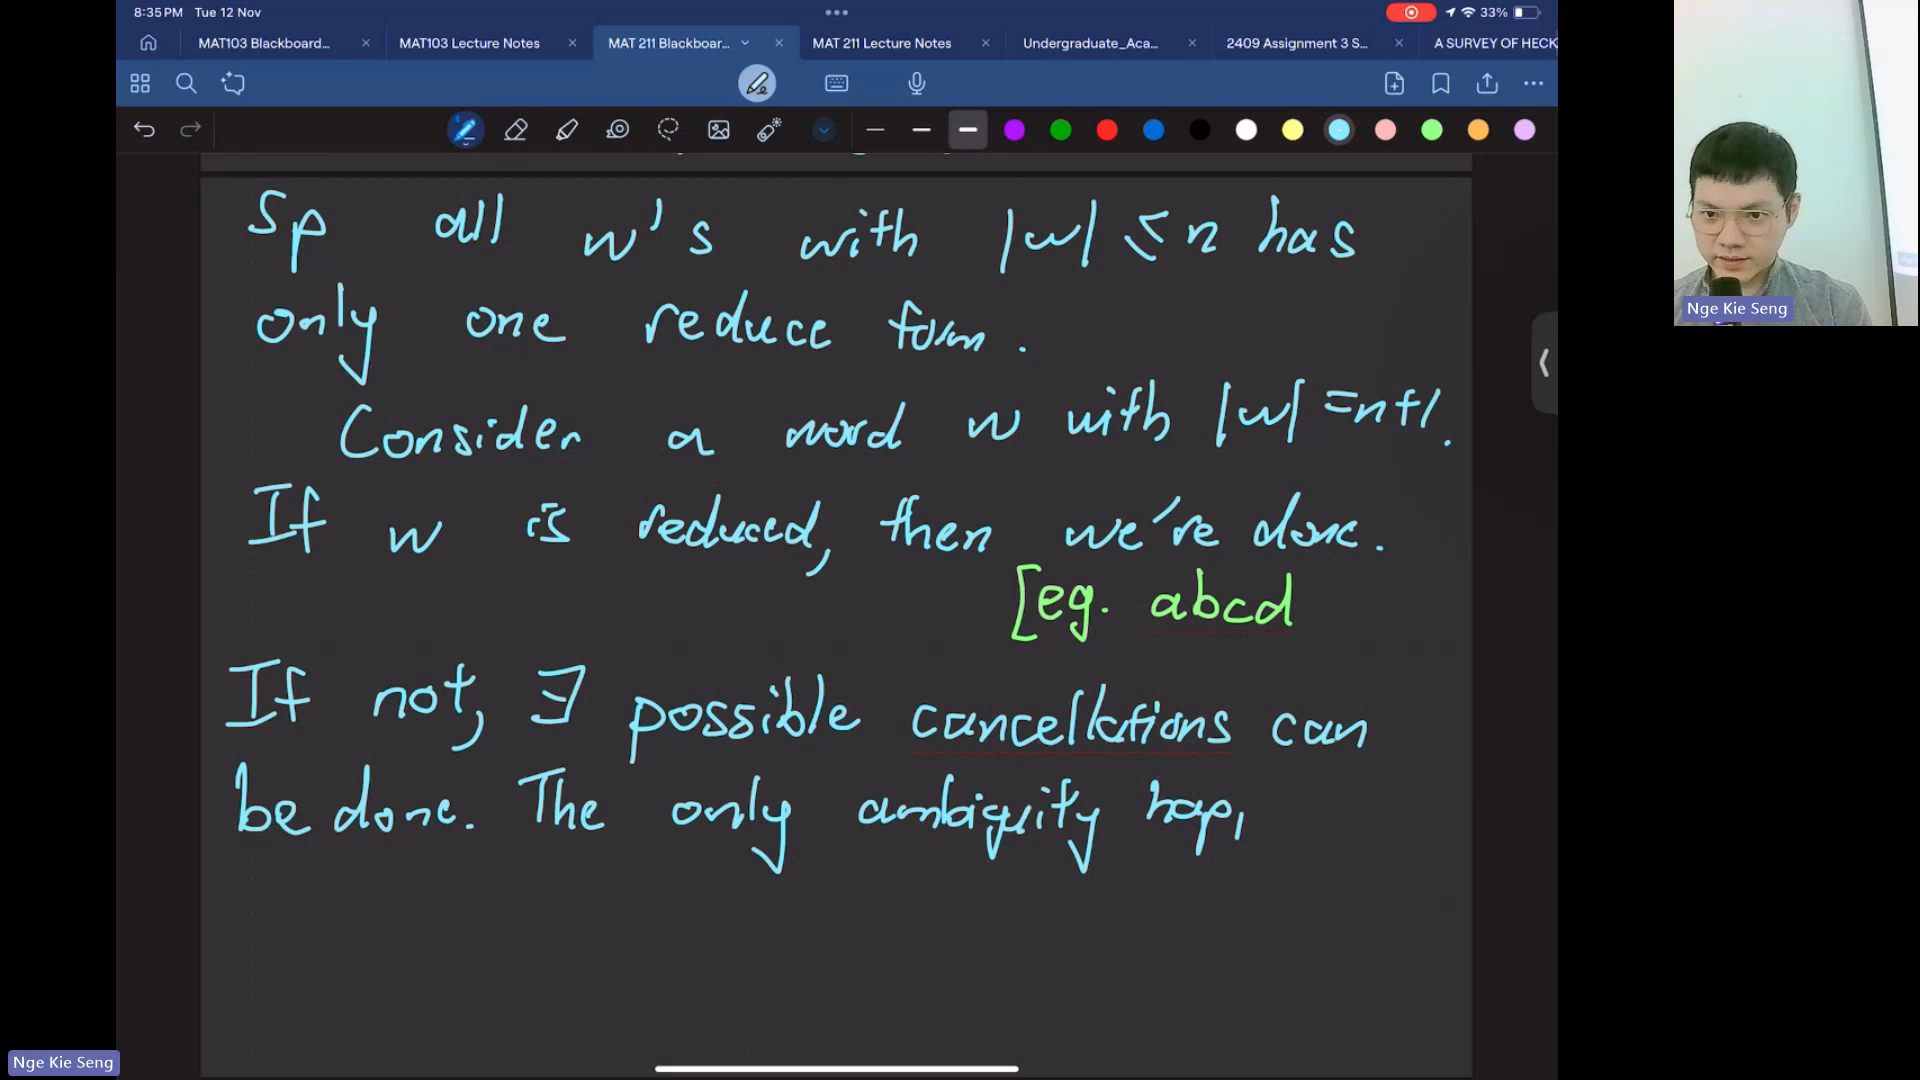 8:35 PM Tue 12 Nov
33%
MAT103 Blackboard...
MAT103 Lecture Notes
MAT 211 Blackboar...
MAT 211 Lecture Notes
Undergraduate_Aca...
2409 Assignment 3 S...
A SURVEY OF HECK
Sp all w's with |w| ≤ n has
only one reduce form.
Consider a word w with |w| = n+1.
If w is reduced, then we're done.
[eg. abcd
If not, ∃ possible cancellations can
be done. The only ambiguity hap
Nge Kie Seng
Nge Kie Seng